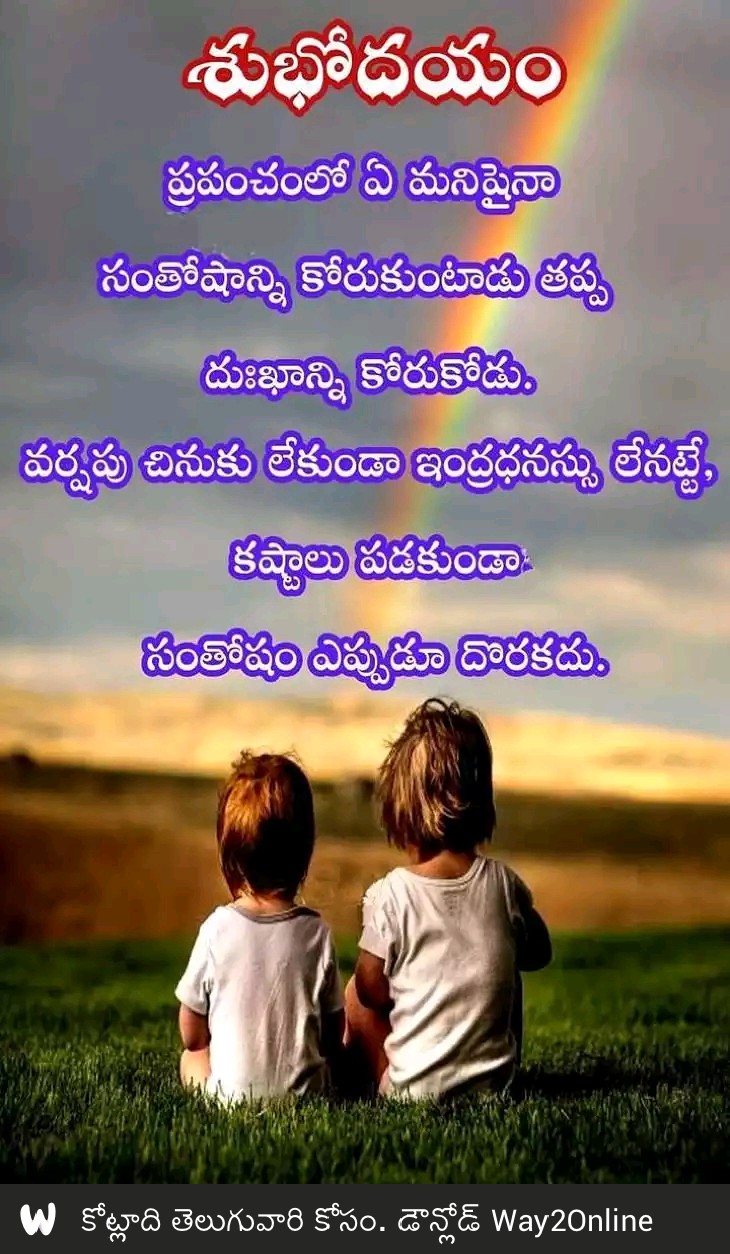 శుభోదయం
ప్రపంచంలో ఏ మనిషైనా
సంతోషాన్ని కోరుకుంటాడు తప్ప
దుఃఖాన్ని కోరుకోడు.
వర్షపు చినుకు లేకుండా ఇంద్రధనస్సు లేనట్టే,
కష్టాలు పడకుండా
సంతోషం ఎప్పుడూ దొరకదు.
కోట్లాది తెలుగువారి కోసం. డౌన్లోడ్ Way2Online